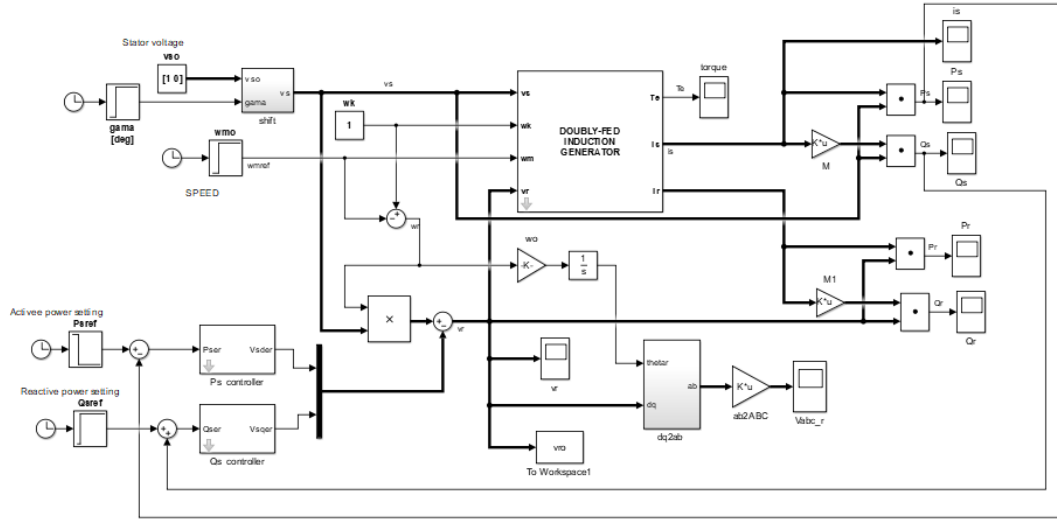 Stator voltage
vso
[1 0]
vso
gama
vs
shift
vs
gama
[deg]
wmo
wmref
SPEED
wk
1
vs
wk
wm
vr
DOUBLY-FED
INDUCTION
GENERATOR
Te
Is
Ir
Te
torque
is
is
Ps
Ps
K*u
M
Qs
Qs
Pr
Pr
K*u
M1
Qr
Qr
wr
wo
-K-
1
s
×
vr
vr
Activee power setting
Psref
Pser
Vsder
Ps controller
Reactive power setting
Qsref
Qser
Vsqer
Qs controller
thetar
dq
ab
dq2ab
K*u
ab2ABC
Vabc_r
vro
To Workspace1